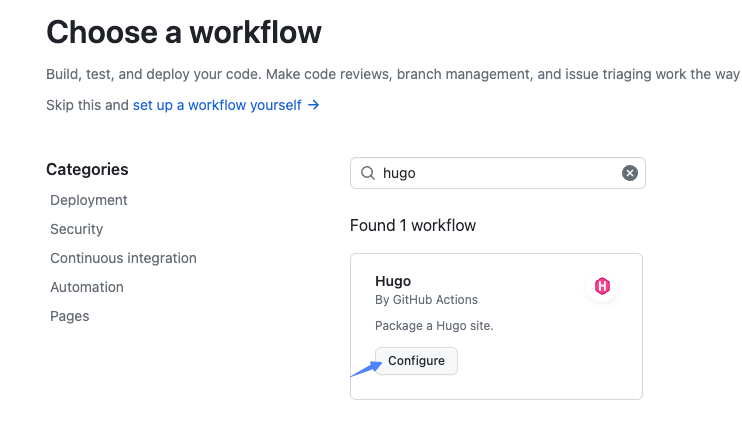 Choose a workflow
Build, test, and deploy your code. Make code reviews, branch management, and issue triaging work the way
Skip this and set up a workflow yourself →
Categories
Deployment
Security
Continuous integration
Automation
Pages
hugo
Found 1 workflow
Hugo
H
By GitHub Actions
Package a Hugo site.
Configure